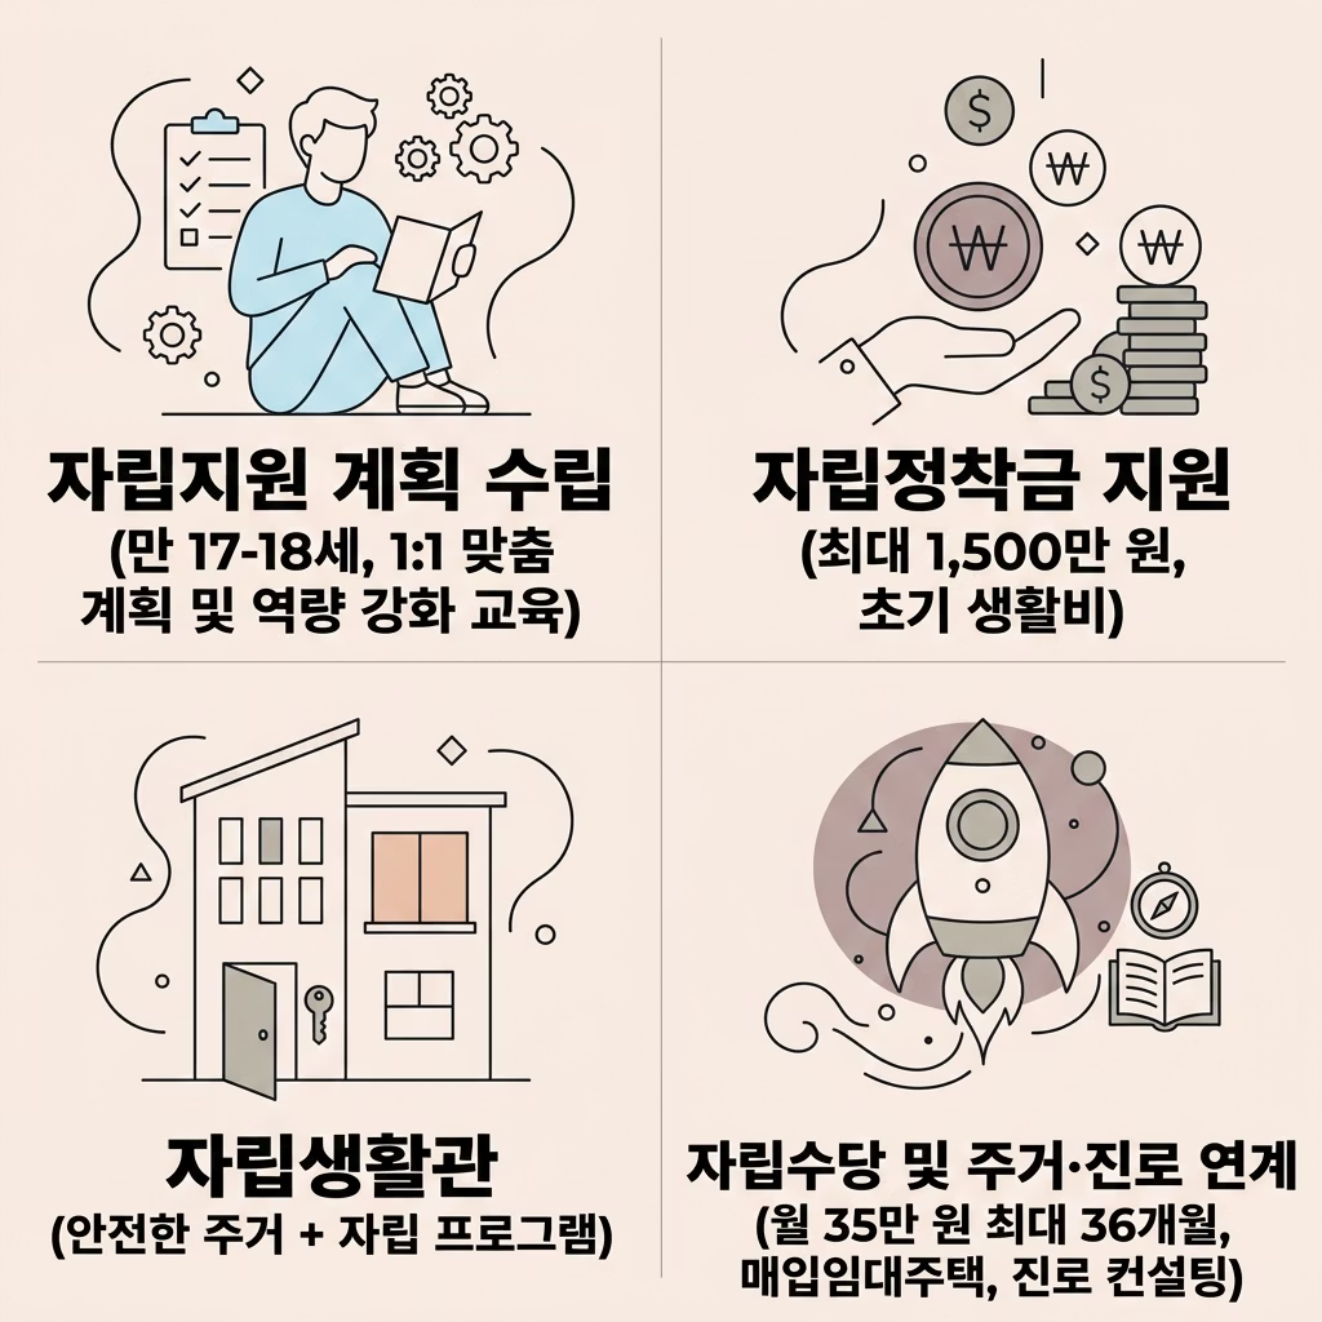 자립지원 계획 수립
(만 17-18세, 1:1 맞춤
계획 및 역량 강화 교육)
$
₩
₩
₩
$
자립정착금 지원
(최대 1,500만 원,
초기 생활비)
자립생활관
(안전한 주거 + 자립 프로그램)
자립수당 및 주거·진로 연계
(월 35만 원 최대 36개월,
매입임대주택, 진로 컨설팅)